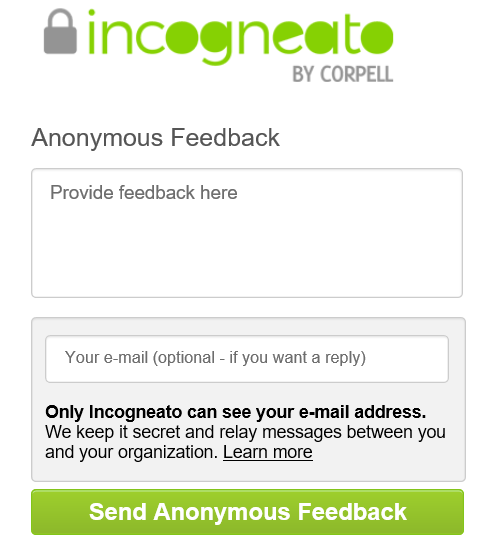 incogneato
BY CORPELL
Anonymous Feedback
Provide feedback here
Your e-mail (optional - if you want a reply)
Only Incogneato can see your e-mail address.
We keep it secret and relay messages between you
and your organization. Learn more
Send Anonymous Feedback